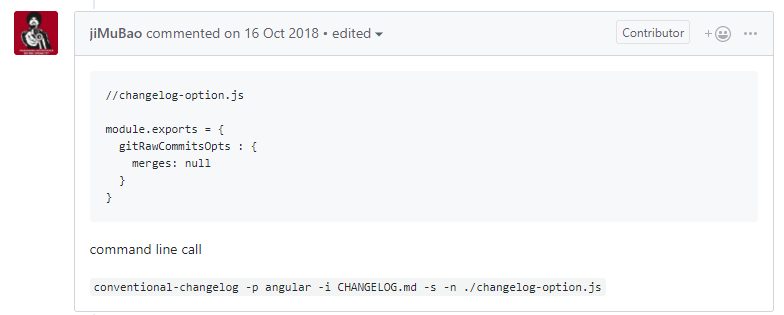 jiMuBao commented on 16 Oct 2018 • edited
Contributor
//changelog-option.js
module.exports = {
gitRawCommitsOpts : {
merges: null
}
}
command line call
conventional-changelog -p angular -i CHANGELOG.md -s -n ./changelog-option.js